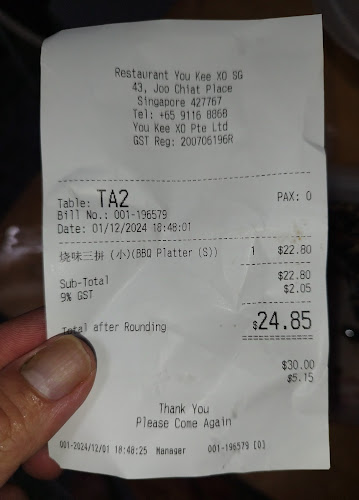 Restaurant You Kee XO SG
43, Joo Chiat Place
Singapore 427767
Tel: +65 9116 8868
You Kee XO Pte Ltd
GST Reg: 200706196R
Table: TA2 PAX: 0
Bill No.: 001-196579
Date: 01/12/2024 18:48:01
烧味三拼 (小)(BBQ Platter (S)) 1 $22.80
Sub-Total $22.80
9% GST $2.05
Total after Rounding $24.85
$30.00
$5.15
Thank You
Please Come Again
001-2024/12/01 18:48:25 Manager 001-196579 [0]